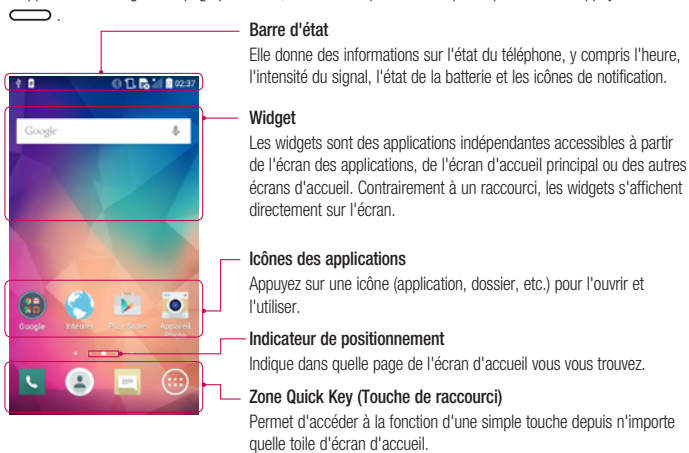 .
Barre d'état
Elle donne des informations sur l'état du téléphone, y compris l'heure,
l'intensité du signal, l'état de la batterie et les icônes de notification.
02:37
Widget
Google
Les widgets sont des applications indépendantes accessibles à partir
de l'écran des applications, de l'écran d'accueil principal ou des autres
écrans d'accueil. Contrairement à un raccourci, les widgets s'affichent
directement sur l'écran.
Icônes des applications
Appuyez sur une icône (application, dossier, etc.) pour l'ouvrir et
l'utiliser.
Google Internet Play Store Appareil
Photo
Indicateur de positionnement
Indique dans quelle page de l'écran d'accueil vous vous trouvez.
Zone Quick Key (Touche de raccourci)
Permet d'accéder à la fonction d'une simple touche depuis n'importe
quelle toile d'écran d'accueil.